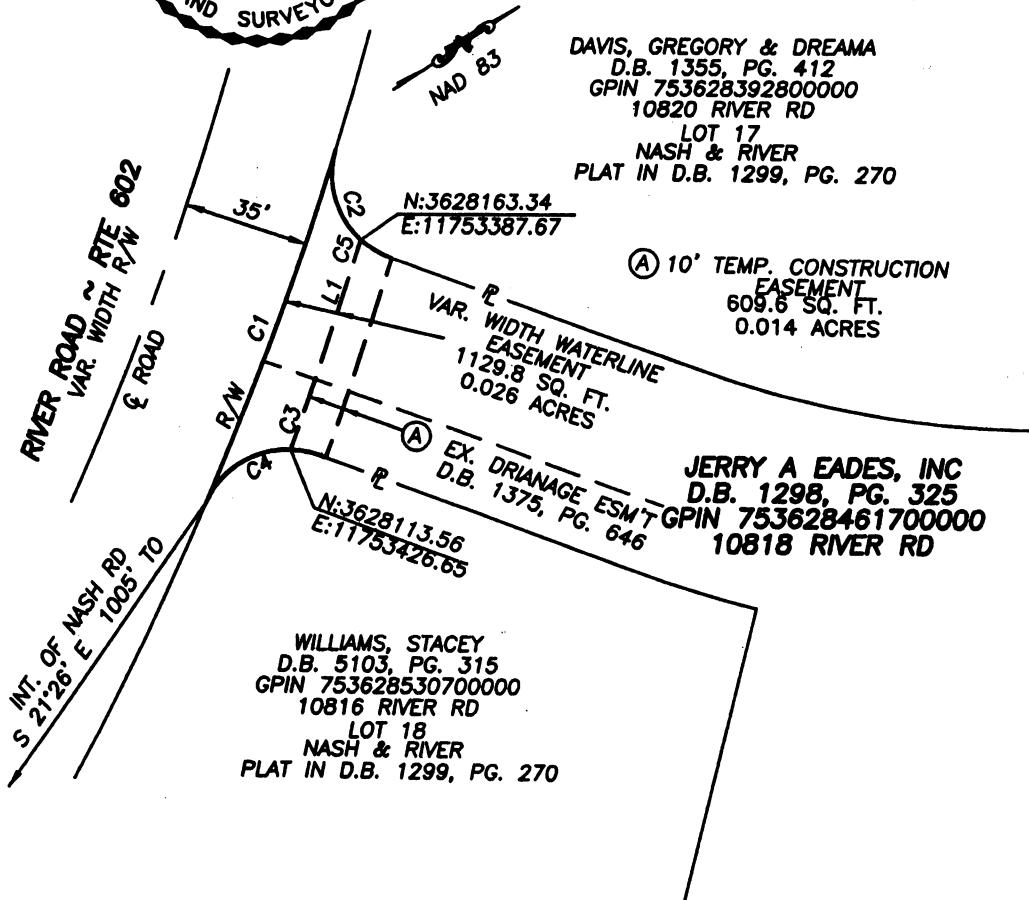 AND SURVEYO
NAD 83
DAVIS, GREGORY & DREAMA
D.B. 1355, PG. 412
GPIN 753628392800000
10820 RIVER RD
LOT 17
NASH & RIVER
PLAT IN D.B. 1299, PG. 270
RIVER ROAD ~ RTE 602
VAR. WIDTH R/W
℄ ROAD
35'
C2
C5
N:3628163.34
E:11753387.67
Ⓐ 10' TEMP. CONSTRUCTION
EASEMENT
609.6 SQ. FT.
0.014 ACRES
L1
C1
℞
VAR. WIDTH WATERLINE
EASEMENT
1129.8 SQ. FT.
0.026 ACRES
R/W
C3
C4
A
EX. DRIANAGE ESM'T
D.B. 1375, PG. 646
℞
N:3628113.56
E:11753426.65
JERRY A EADES, INC
D.B. 1298, PG. 325
GPIN 753628461700000
10818 RIVER RD
S 21°26' E 1005' TO
INT. OF NASH RD
WILLIAMS, STACEY
D.B. 5103, PG. 315
GPIN 753628530700000
10816 RIVER RD
LOT 18
NASH & RIVER
PLAT IN D.B. 1299, PG. 270